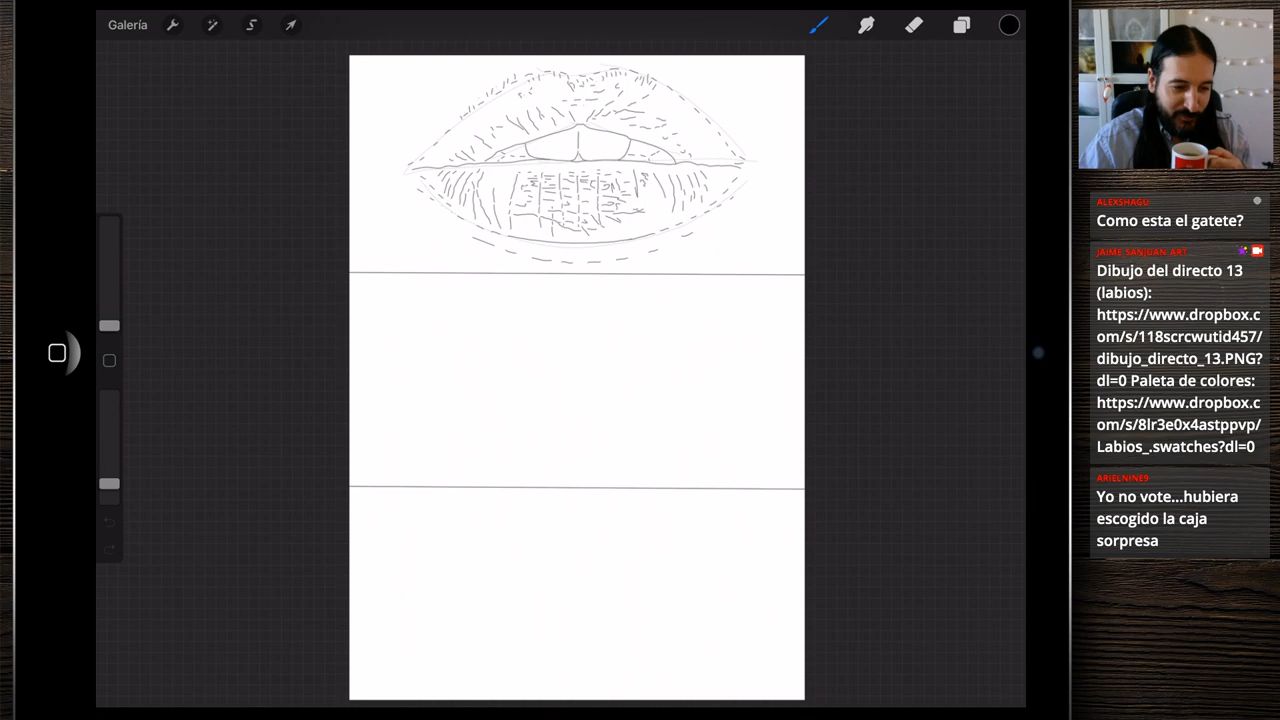 Galería
ALEXSHAGU
Como esta el gatete?
JAIME SANJUAN ART
Dibujo del directo 13
(labios):
https://www.dropbox.c
om/s/118scrcwutid457/
dibujo_directo_13.PNG?
dl=0 Paleta de colores:
https://www.dropbox.c
om/s/8lr3e0x4astppvp/
Labios_.swatches?dl=0
ARIELNINE9
Yo no vote...hubiera
escogido la caja
sorpresa